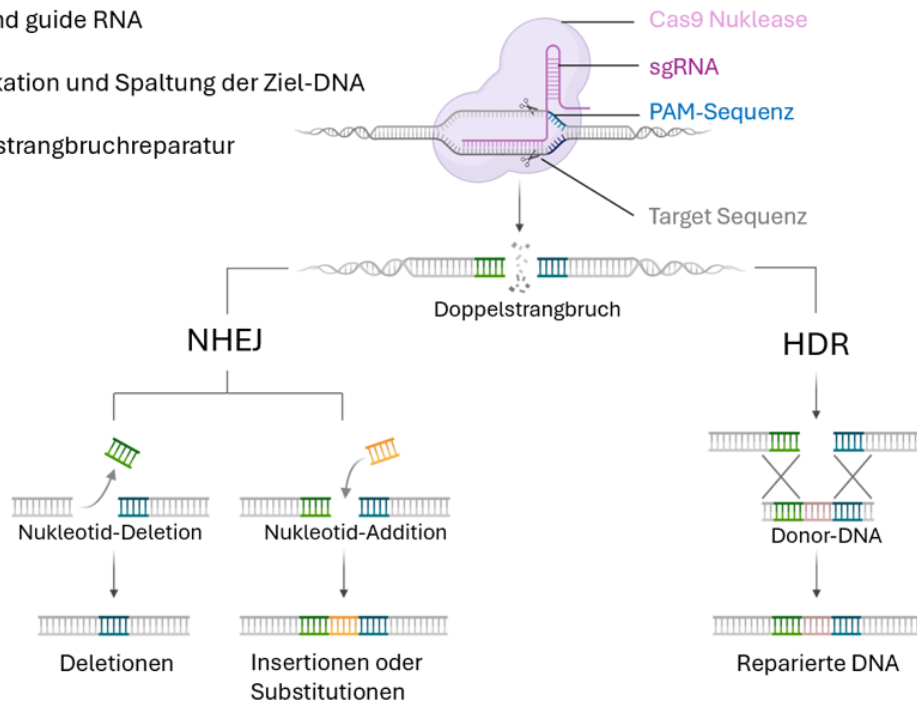 nd guide RNA
kation und Spaltung der Ziel-DNA
strangbruchreparatur
Cas9 Nuklease
sgRNA
PAM-Sequenz
Target Sequenz
Doppelstrangbruch
NHEJ
HDR
Nukleotid-Deletion
Nukleotid-Addition
Donor-DNA
Deletionen
Insertionen oder
Substitutionen
Reparierte DNA